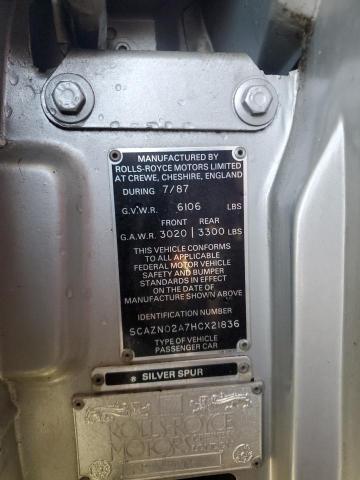 MANUFACTURED BY
ROLLS-ROYCE MOTORS LIMITED
AT CREWE, CHESHIRE, ENGLAND
DURING 7/87
G.V.W.R. 6106 LBS
FRONT REAR
G.A.W.R. 3020 3300 LBS
THIS VEHICLE CONFORMS
TO ALL APPLICABLE
FEDERAL MOTOR VEHICLE
SAFETY AND BUMPER
STANDARDS IN EFFECT
ON THE DATE OF
MANUFACTURE SHOWN ABOVE
IDENTIFICATION NUMBER
SCAZN02A7HCX21836
TYPE OF VEHICLE
PASSENGER CAR
® SILVER SPUR
ROLLS-ROYCE
MOTORS